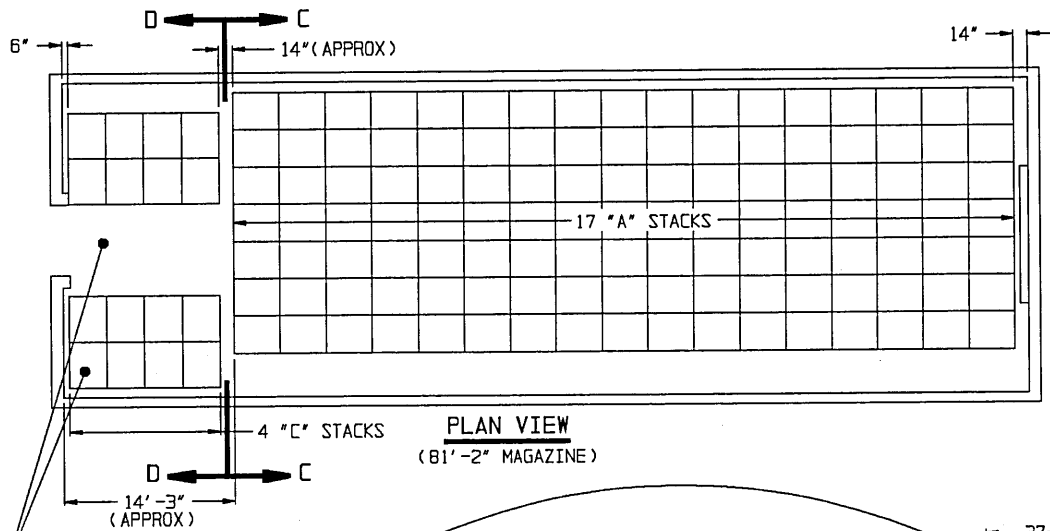 D C
6" 14"(APPROX) 14"
17 "A" STACKS
4 "C" STACKS
PLAN VIEW
(81'-2" MAGAZINE)
D C
14'-3"
(APPROX)